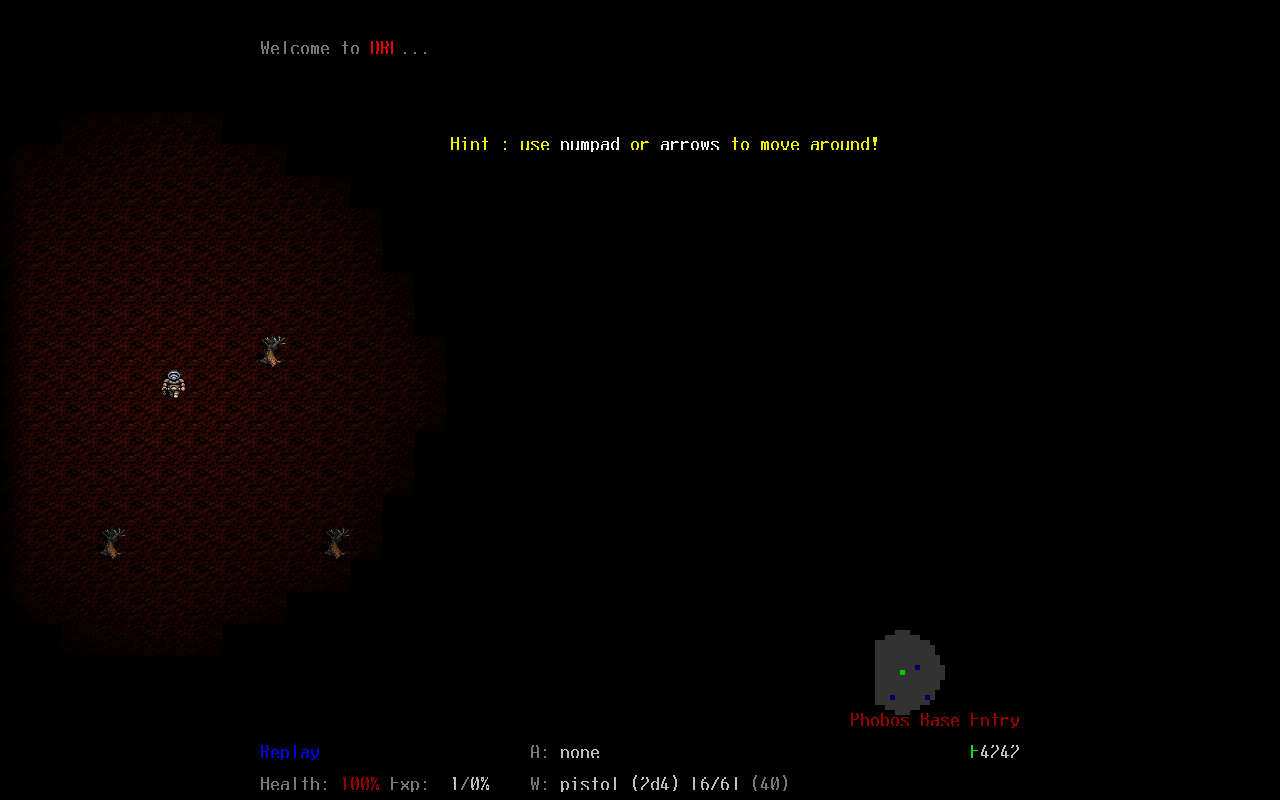 Welcome to DRL...
Hint : use numpad or arrows to move around!
Phobos Base Entry
Replay A: none E4242
Health: 100% Exp: 1/0% W: pistol (2d4) [6/6] (40)